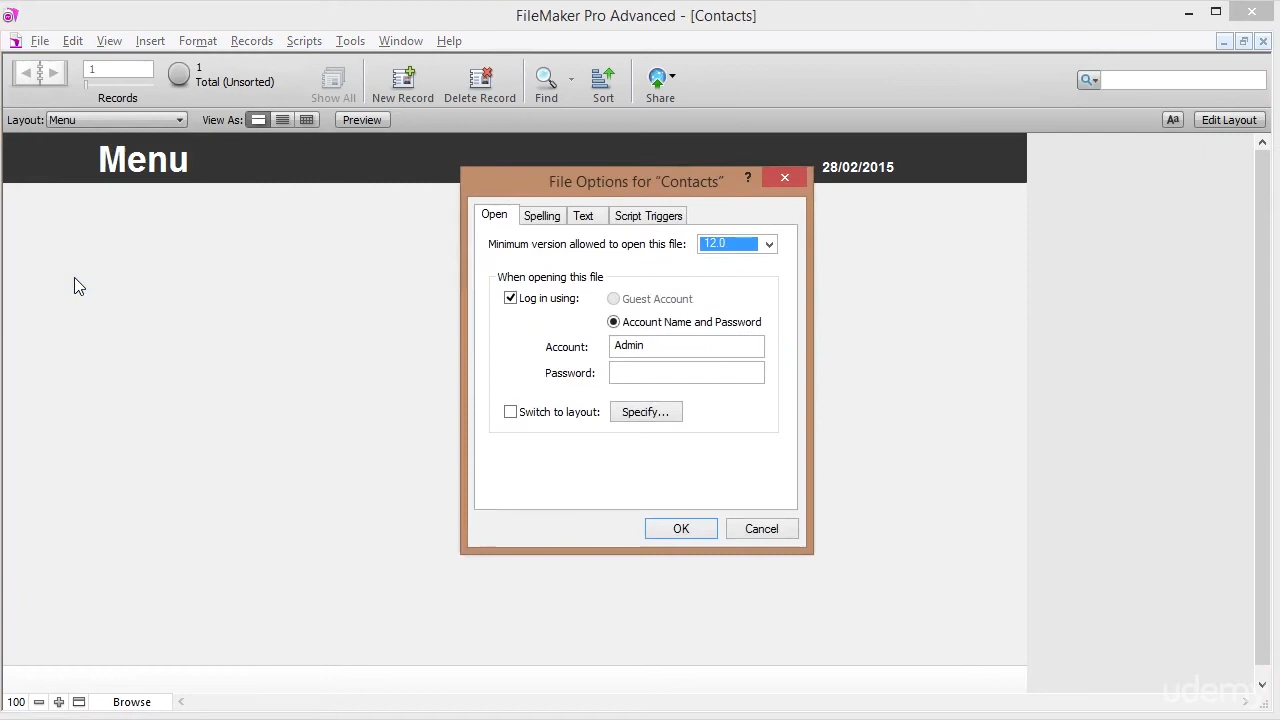 FileMaker Pro Advanced - [Contacts]
File Edit View Insert Format Records Scripts Tools Window Help
1
1
Total (Unsorted)
Records
Show All
New Record
Delete Record
Find
Sort
Share
Layout: Menu
View As:
Preview
Aa
Edit Layout
Menu
28/02/2015
File Options for “Contacts”
?
Open Spelling Text Script Triggers
Minimum version allowed to open this file: 12.0
When opening this file
Log in using: Guest Account
Account Name and Password
Account: Admin
Password:
Switch to layout: Specify...
OK Cancel
100
Browse
udemy